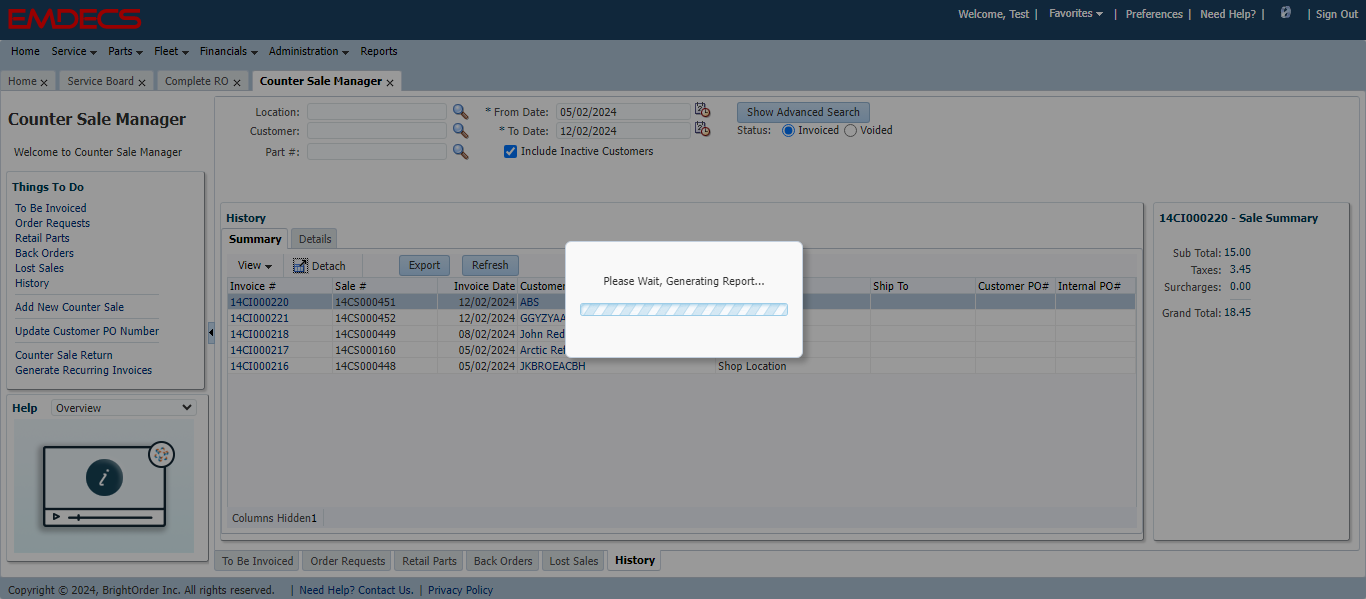 EMDECS
Welcome, Test | Favorites | Preferences | Need Help? | | Sign Out
Home Service Parts Fleet Financials Administration Reports
Home Service Board Complete RO Counter Sale Manager
Counter Sale Manager
Welcome to Counter Sale Manager
Things To Do
To Be Invoiced
Order Requests
Retail Parts
Back Orders
Lost Sales
History
Add New Counter Sale
Update Customer PO Number
Counter Sale Return
Generate Recurring Invoices
Help Overview
i
Location: * From Date: 05/02/2024 Show Advanced Search
Customer: * To Date: 12/02/2024 Status: Invoiced Voided
Part #: Include Inactive Customers
History
Summary Details
View Detach Export Refresh
Invoice # Sale # Invoice Date Customer Ship To Customer PO# Internal PO#
14CI000220 14CS000451 12/02/2024 ABS
14CI000221 14CS000452 12/02/2024 GGYZYAA
14CI000218 14CS000449 08/02/2024 John Red
14CI000217 14CS000160 05/02/2024 Arctic Ref
14CI000216 14CS000448 05/02/2024 JKBROEACBH Shop Location
Columns Hidden1
Please Wait, Generating Report...
14CI000220 - Sale Summary
Sub Total: 15.00
Taxes: 3.45
Surcharges: 0.00
Grand Total: 18.45
To Be Invoiced Order Requests Retail Parts Back Orders Lost Sales History
Copyright © 2024, BrightOrder Inc. All rights reserved. | Need Help? Contact Us. | Privacy Policy